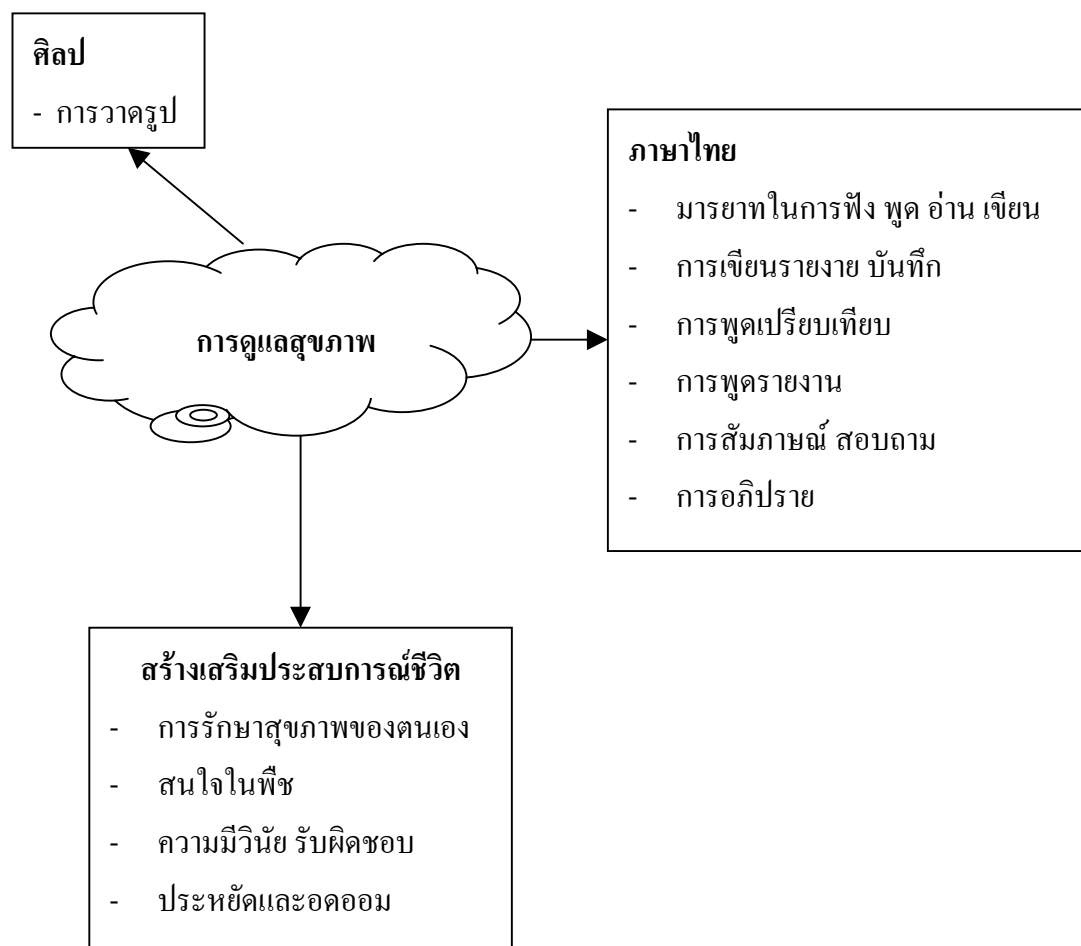 ศิลป
- การวาดรูป
ภาษาไทย
- มารยาทในการฟัง พูด อ่าน เขียน
- การเขียนรายงาย บันทึก
- การพูดเปรียบเทียบ
- การพูดรายงาน
- การสัมภาษณ์ สอบถาม
- การอภิปราย
การดูแลสุขภาพ
สร้างเสริมประสบการณ์ชีวิต
- การรักษาสุขภาพของตนเอง
- สนใจในพืช
- ความมีวินัย รับผิดชอบ
- ประหยัดและอดออม